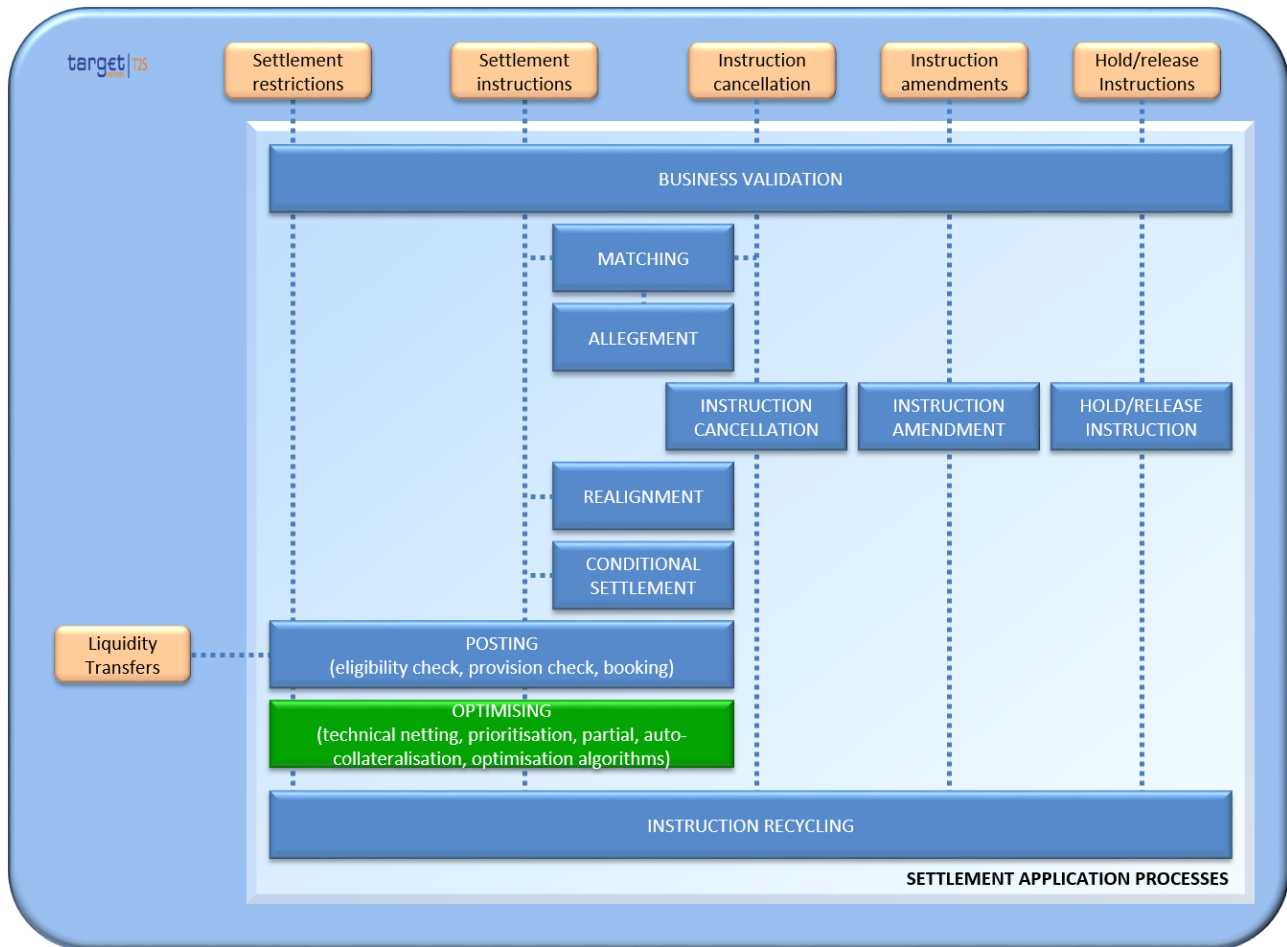 target T2S
services
Settlement
restrictions
Settlement
instructions
Instruction
cancellation
Instruction
amendments
Hold/release
Instructions
BUSINESS VALIDATION
MATCHING
ALLEGEMENT
INSTRUCTION
CANCELLATION
INSTRUCTION
AMENDMENT
HOLD/RELEASE
INSTRUCTION
REALIGNMENT
CONDITIONAL
SETTLEMENT
Liquidity
Transfers
POSTING
(eligibility check, provision check, booking)
OPTIMISING
(technical netting, prioritisation, partial, auto-
collateralisation, optimisation algorithms)
INSTRUCTION RECYCLING
SETTLEMENT APPLICATION PROCESSES